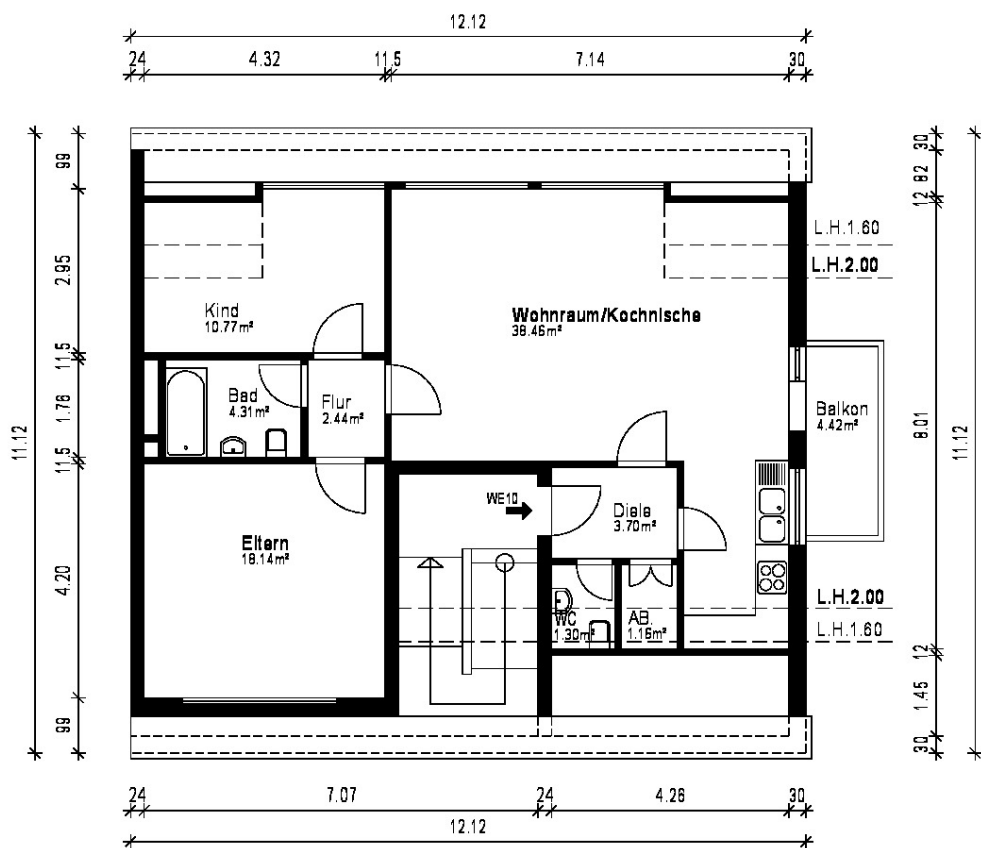 12.12
24 4.32 11.5 7.14 30
99
2.95
11.5
1.76
11.5
4.20
99
11.12
30
12 82
8.01
12
1.45
30
11.12
L.H.1.60
L.H.2.00
Kind
10.77m²
Wohnraum/Kochnische
38.46m²
Bad
4.31m²
Flur
2.44m²
Balkon
4.42m²
WE10
Diele
3.70m²
Eltern
18.14m²
WC
1.30m²
AB.
1.16m²
L.H.2.00
L.H.1.60
24 7.07 24 4.26 30
12.12